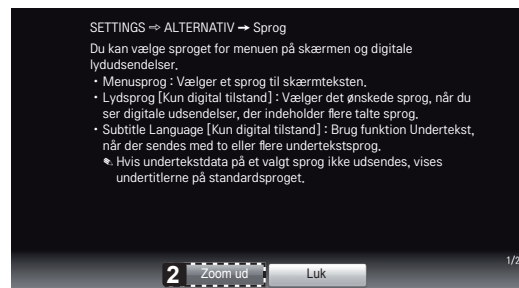 SETTINGS ⇨ ALTERNATIV ➙ Sprog
Du kan vælge sproget for menuen på skærmen og digitale
lydudsendelser.
• Menusprog : Vælger et sprog til skærmteksten.
• Lydsprog [Kun digital tilstand] : Vælger det ønskede sprog, når du
ser digitale udsendelser, der indeholder flere talte sprog.
• Subtitle Language [Kun digital tilstand] : Brug funktion Undertekst,
når der sendes med to eller flere undertekstsprog.
✎ Hvis undertekstdata på et valgt sprog ikke udsendes, vises
undertitlerne på standardsproget.
1/2
2 Zoom ud Luk